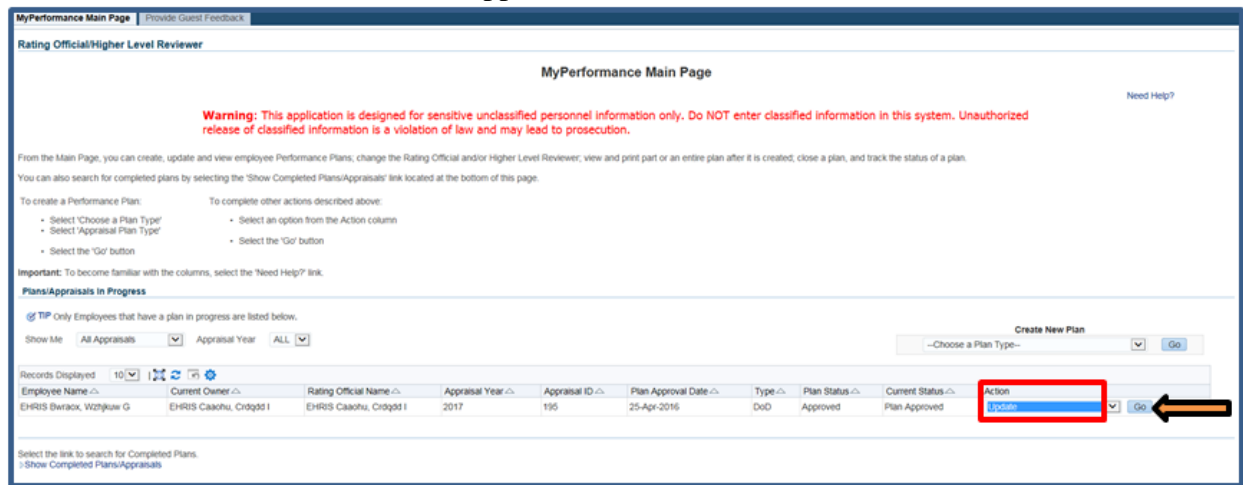 MyPerformance Main Page Provide Guest Feedback
Rating Official/Higher Level Reviewer
MyPerformance Main Page
Need Help?
Warning: This application is designed for sensitive unclassified personnel information only. Do NOT enter classified information in this system. Unauthorized
release of classified information is a violation of law and may lead to prosecution.
From the Main Page, you can create, update and view employee Performance Plans; change the Rating Official and/or Higher Level Reviewer; view and print part or an entire plan after it is created; close a plan, and track the status of a plan.
You can also search for completed plans by selecting the 'Show Completed Plans/Appraisals' link located at the bottom of this page.
To create a Performance Plan: To complete other actions described above:
• Select 'Choose a Plan Type' • Select an option from the Action column
• Select 'Appraisal Plan Type'
• Select the 'Go' button
• Select the 'Go' button
Important: To become familiar with the columns, select the 'Need Help?' link.
Plans/Appraisals In Progress
TIP Only Employees that have a plan in progress are listed below.
Create New Plan
Show Me All Appraisals Appraisal Year ALL --Choose a Plan Type-- Go
Records Displayed 10
Employee Name Current Owner Rating Official Name Appraisal Year Appraisal ID Plan Approval Date Type Plan Status Current Status Action
EHRIS Bwraox, Wzhjkuw G EHRIS Caaohu, Crdqdd I EHRIS Caaohu, Crdqdd I 2017 195 25-Apr-2016 DoD Approved Plan Approved Update Go
Select the link to search for Completed Plans.
Show Completed Plans/Appraisals